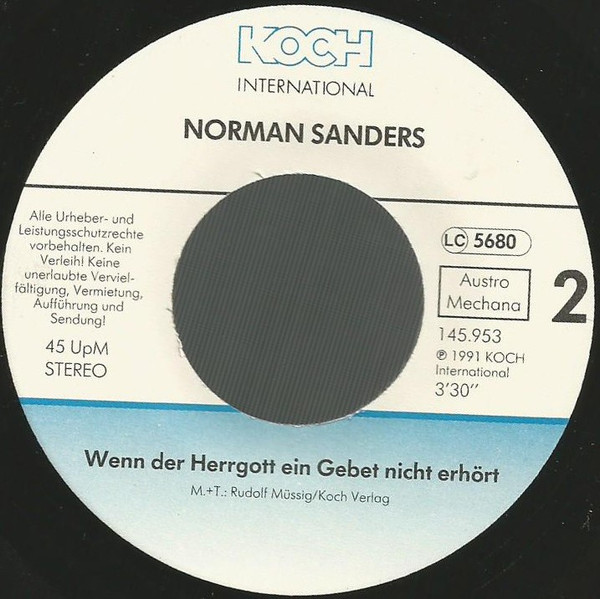 KOCH
INTERNATIONAL
NORMAN SANDERS
Alle Urheber- und
Leistungsschutzrechte
vorbehalten. Kein
Verleih! Keine
unerlaubte Verviel-
fältigung, Vermietung,
Aufführung und
Sendung!
45 UpM
STEREO
LC 5680
Austro
Mechana
2
145.953
℗ 1991 KOCH
International
3'30''
Wenn der Herrgott ein Gebet nicht erhört
M.+T.: Rudolf Müssig/Koch Verlag